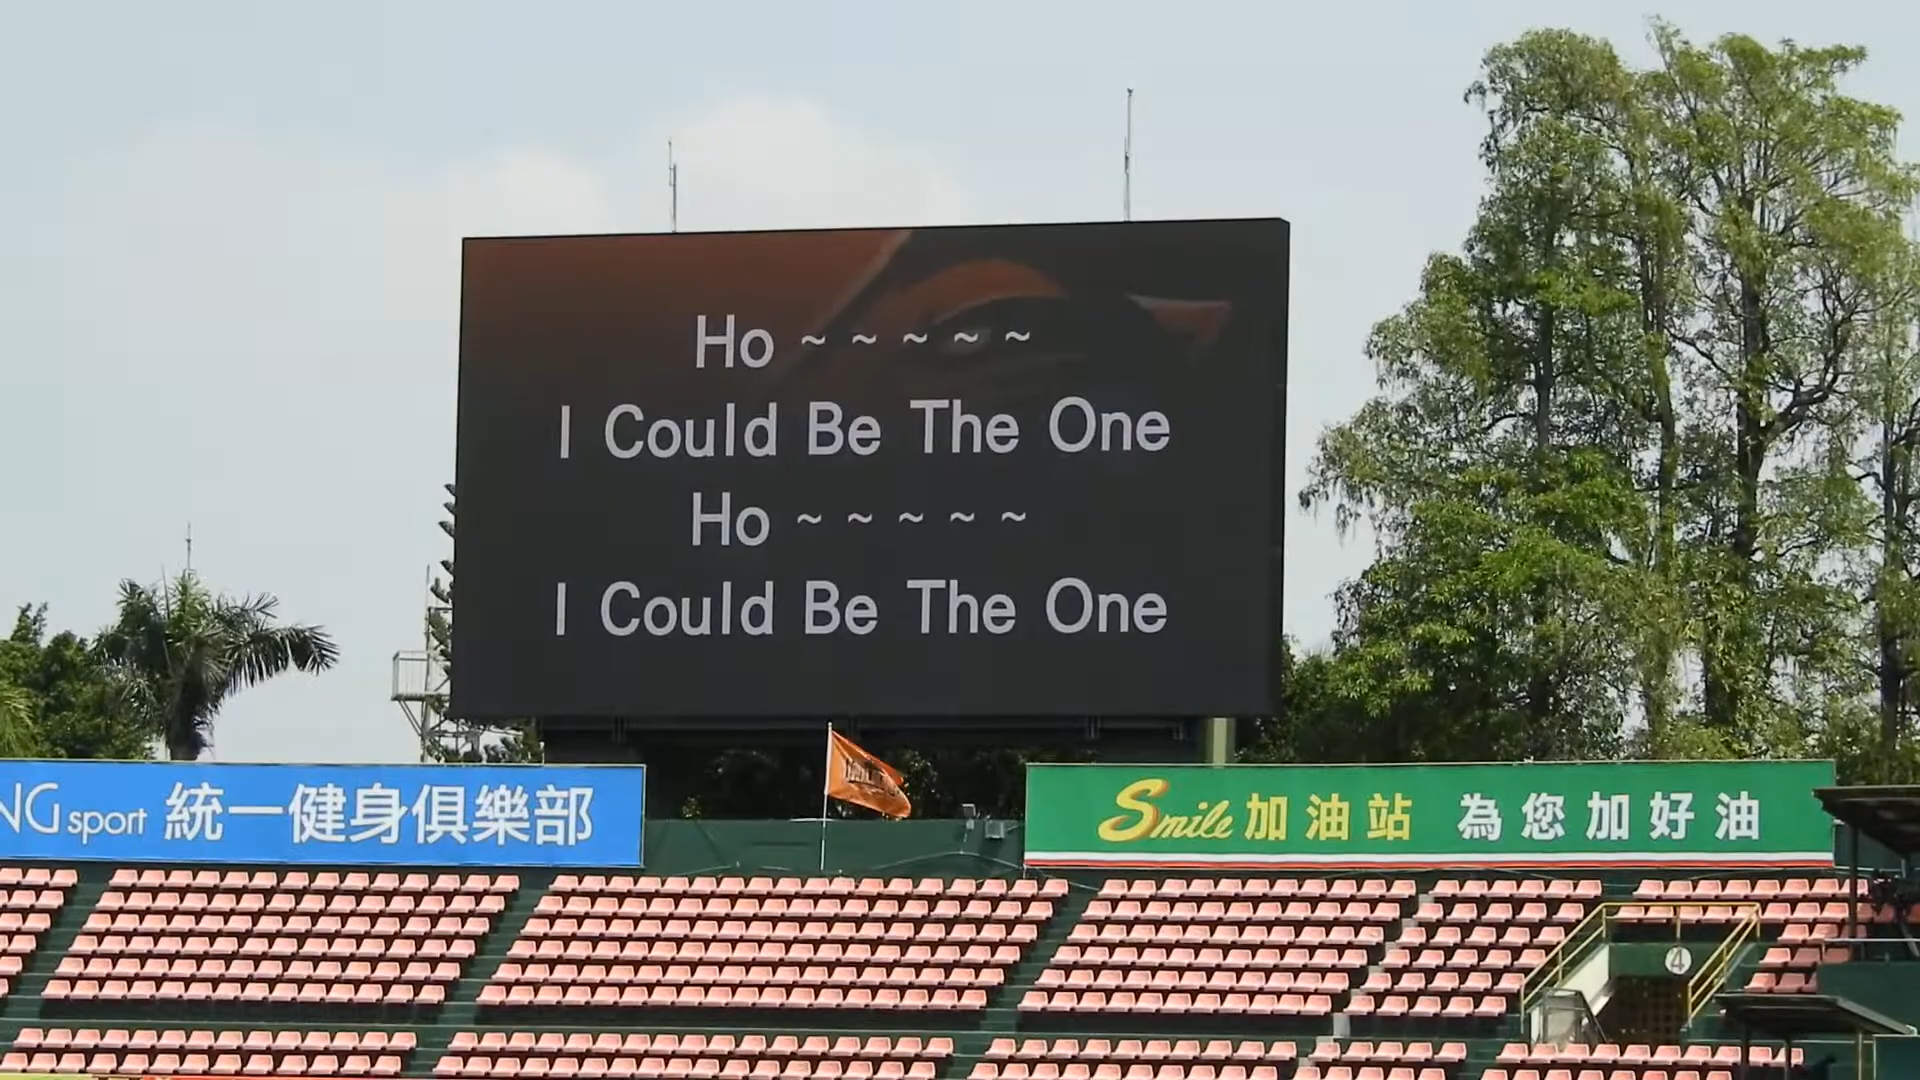 Ho ~ ~ ~ ~ ~
I Could Be The One
Ho ~ ~ ~ ~ ~
I Could Be The One
NG sport 統一健身俱樂部
Smile 加油站 為您加好油
4